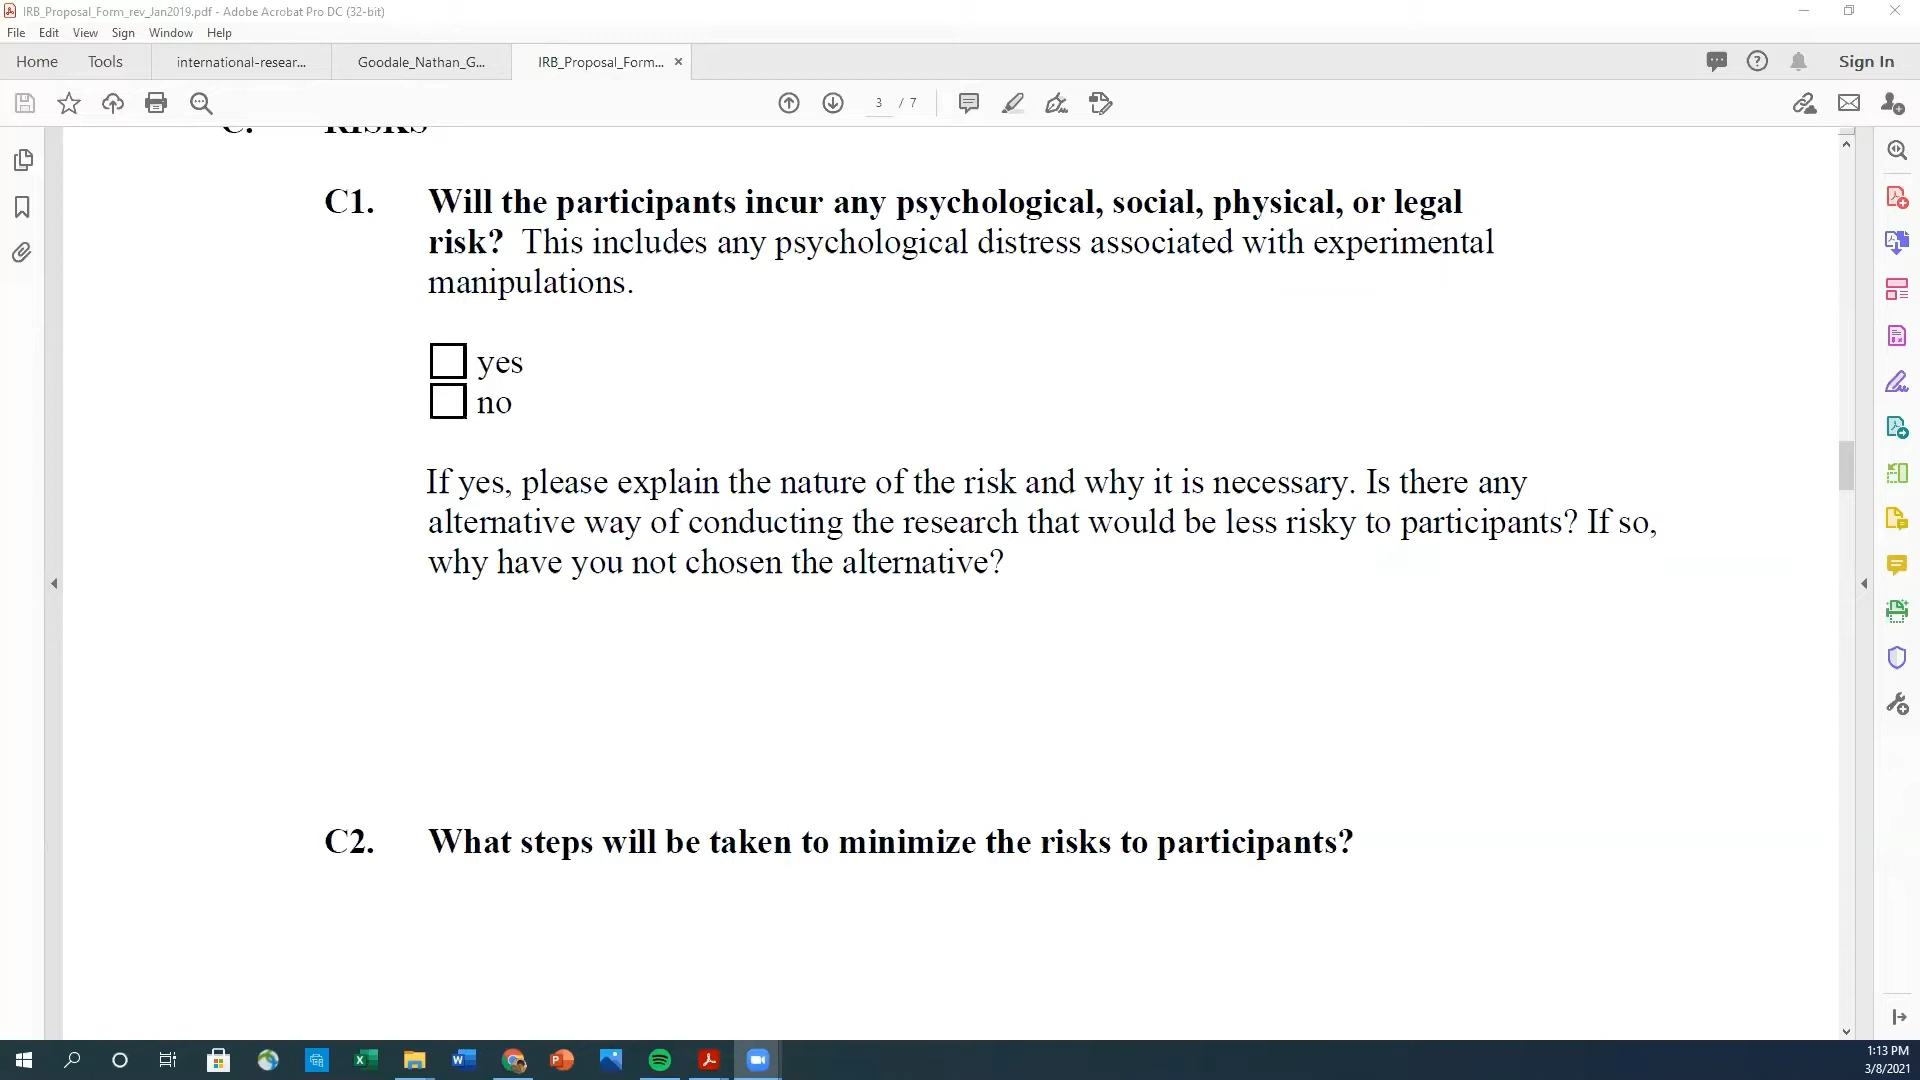 IRB_Proposal_Form_rev_Jan2019.pdf - Adobe Acrobat Pro DC (32-bit)
File Edit View Sign Window Help
Home Tools international-resear... Goodale_Nathan_G... IRB_Proposal_Form... × Sign In
3 / 7
C. RISKS
C1. Will the participants incur any psychological, social, physical, or legal
risk? This includes any psychological distress associated with experimental
manipulations.
yes
no
If yes, please explain the nature of the risk and why it is necessary. Is there any
alternative way of conducting the research that would be less risky to participants? If so,
why have you not chosen the alternative?
C2. What steps will be taken to minimize the risks to participants?
1:13 PM
3/8/2021